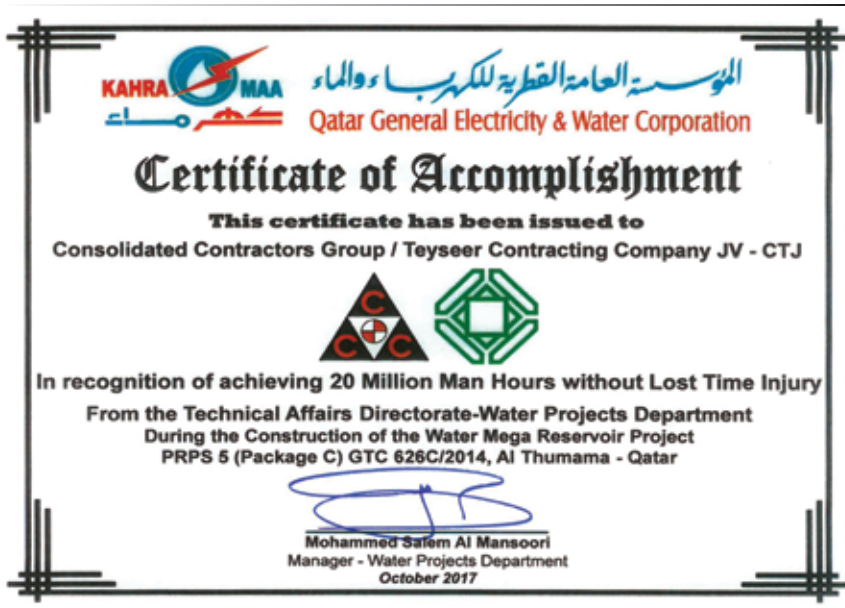 KAHRA MAA
كهرماء
المؤسسة العامة القطرية للكهرباء والماء
Qatar General Electricity & Water Corporation
Certificate of Accomplishment
This certificate has been issued to
Consolidated Contractors Group / Teyseer Contracting Company JV - CTJ
C
C C
In recognition of achieving 20 Million Man Hours without Lost Time Injury
From the Technical Affairs Directorate-Water Projects Department
During the Construction of the Water Mega Reservoir Project
PRPS 5 (Package C) GTC 626C/2014, Al Thumama - Qatar
Mohammed Salem Al Mansoori
Manager - Water Projects Department
October 2017